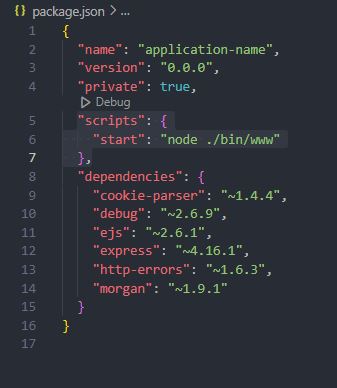 {} package.json > ...
1 {
2 "name": "application-name",
3 "version": "0.0.0",
4 "private": true,
Debug
5 "scripts": {
6 "start": "node ./bin/www"
7 },
8 "dependencies": {
9 "cookie-parser": "~1.4.4",
10 "debug": "~2.6.9",
11 "ejs": "~2.6.1",
12 "express": "~4.16.1",
13 "http-errors": "~1.6.3",
14 "morgan": "~1.9.1"
15 }
16 }
17